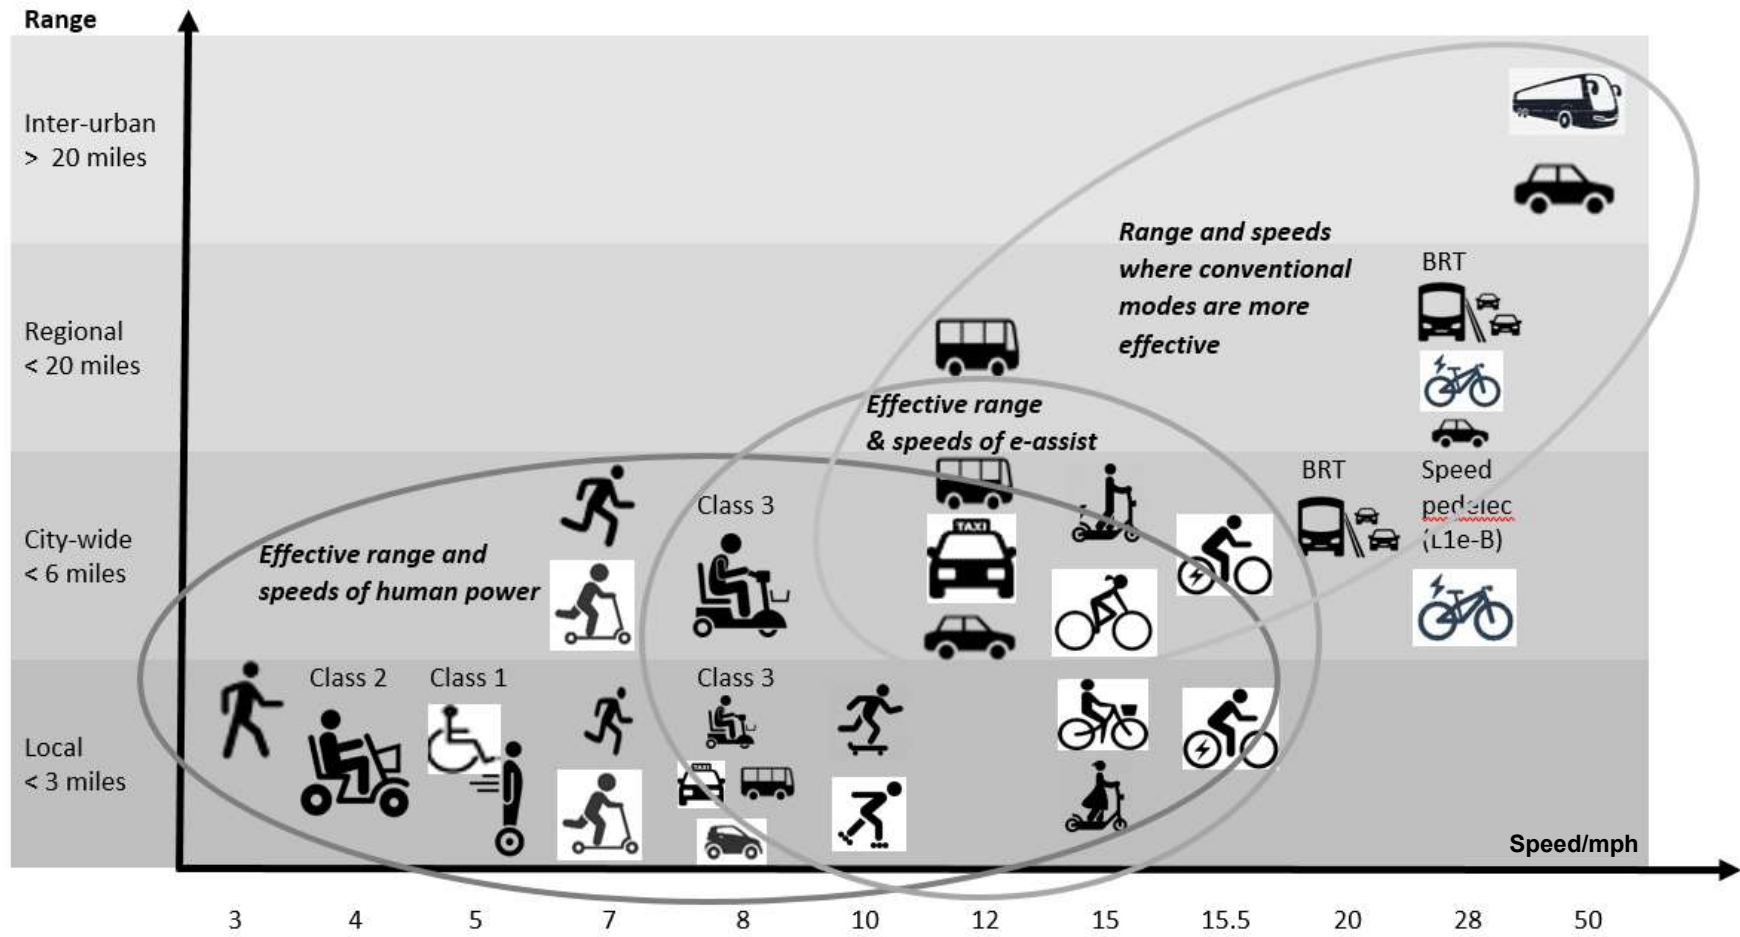 Range
Inter-urban
> 20 miles
Range and speeds
where conventional
modes are more
effective
BRT
Regional
< 20 miles
Effective range
& speeds of e-assist
City-wide
< 6 miles
Effective range and
speeds of human power
Class 3
TAXI
BRT
Speed
pedelec
(L1e-B)
Local
< 3 miles
Class 2
Class 1
Class 3
TAXI
Speed/mph
3 4 5 7 8 10 12 15 15.5 20 28 50